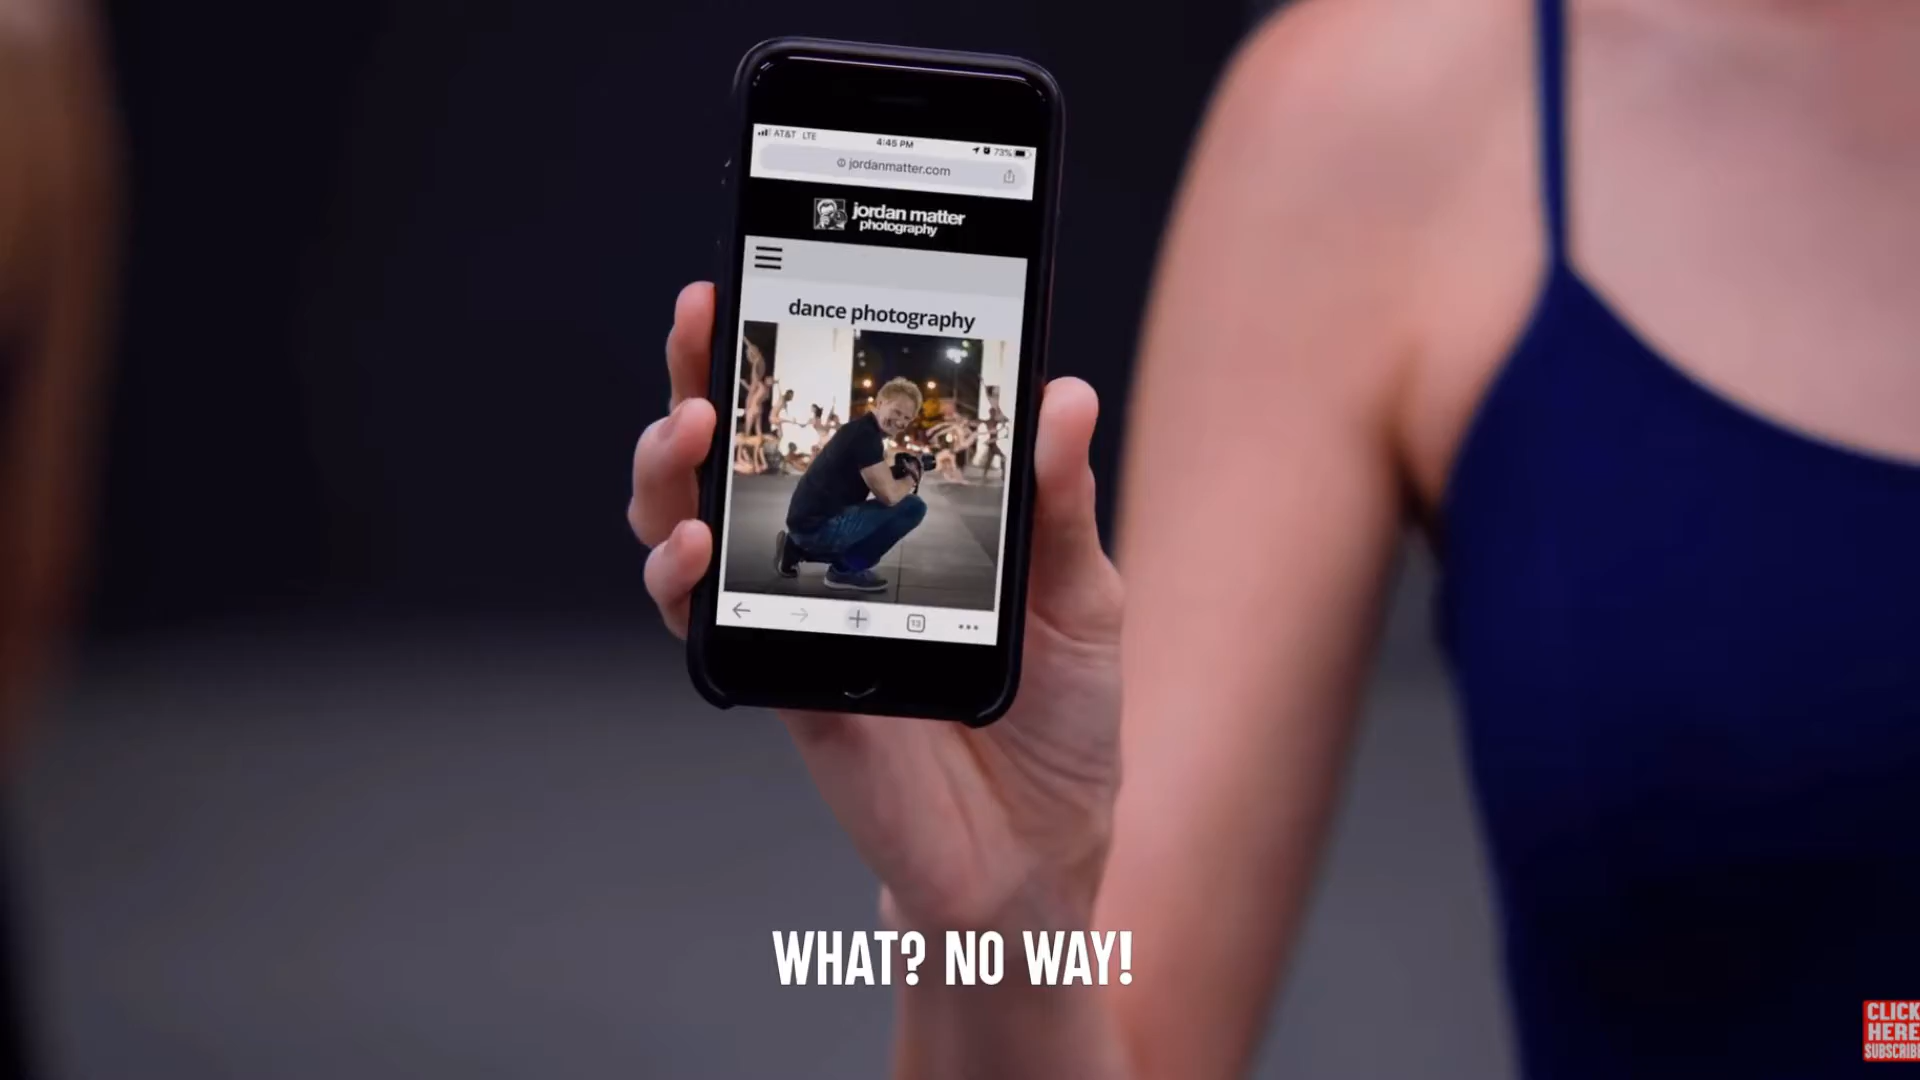 AT&T LTE
4:45 PM
73%
jordanmatter.com
jordan matter
photography
dance photography
13
WHAT? NO WAY!
CLICK
HERE
SUBSCRIBE